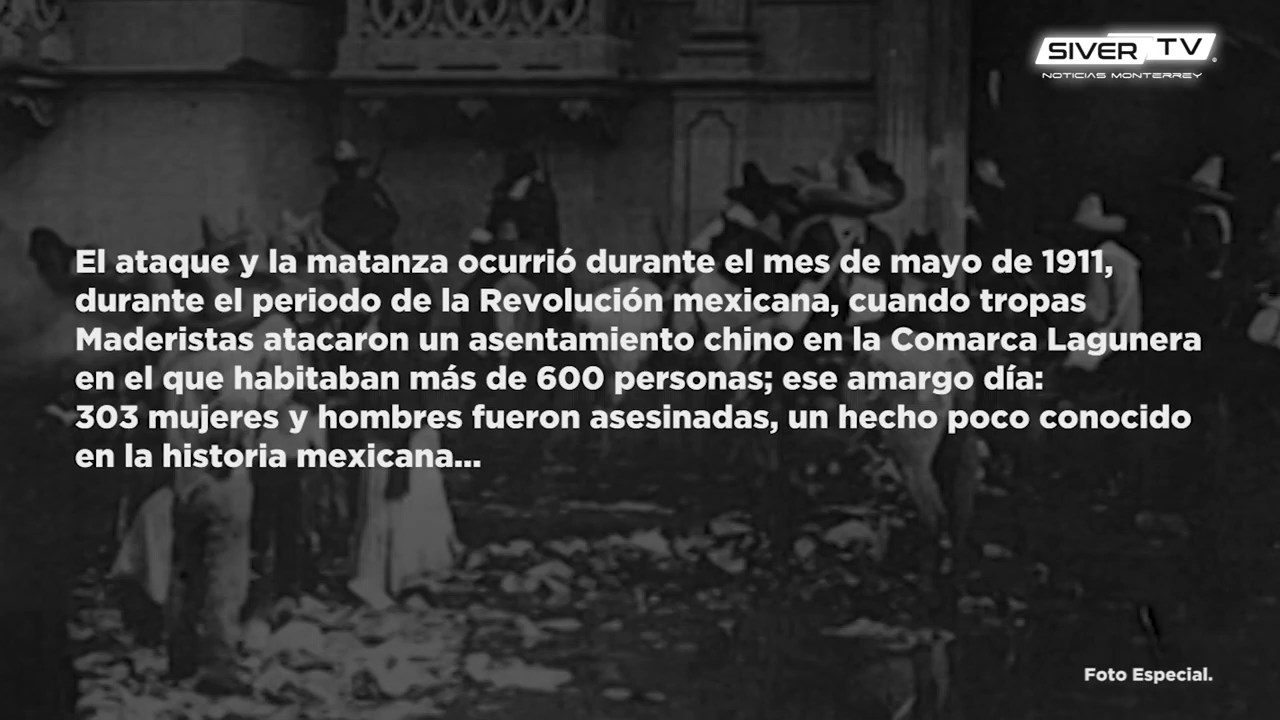 SIVER TV
NOTICIAS MONTERREY
El ataque y la matanza ocurrió durante el mes de mayo de 1911,
durante el periodo de la Revolución mexicana, cuando tropas
Maderistas atacaron un asentamiento chino en la Comarca Lagunera
en el que habitaban más de 600 personas; ese amargo día:
303 mujeres y hombres fueron asesinadas, un hecho poco conocido
en la historia mexicana...
Foto Especial.